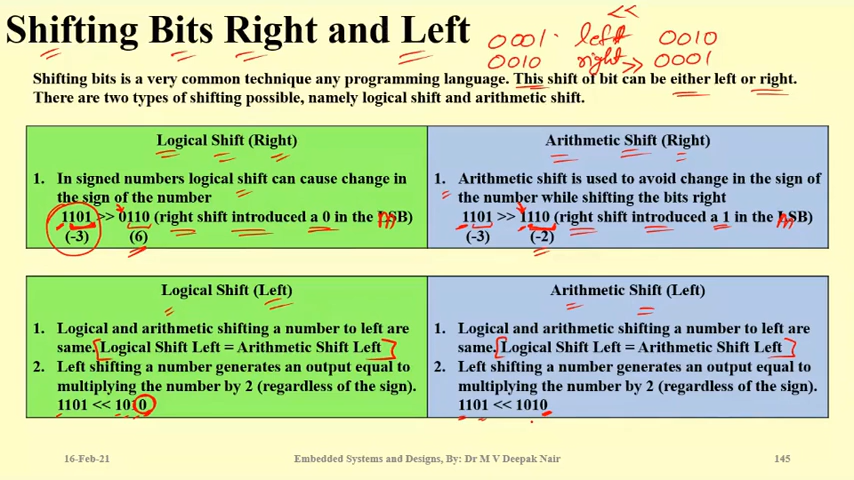 Shifting Bits Right and Left
<<
0001 left 0010
0010 right >> 0001
Shifting bits is a very common technique any programming language. This shift of bit can be either left or right.
There are two types of shifting possible, namely logical shift and arithmetic shift.
Logical Shift (Right)
1. In signed numbers logical shift can cause change in
the sign of the number
1101 >> 0110 (right shift introduced a 0 in the MSB)
(-3) (6)
Arithmetic Shift (Right)
1. Arithmetic shift is used to avoid change in the sign of
the number while shifting the bits right
1101 >> 1110 (right shift introduced a 1 in the MSB)
(-3) (-2)
Logical Shift (Left)
1. Logical and arithmetic shifting a number to left are
same. [Logical Shift Left = Arithmetic Shift Left]
2. Left shifting a number generates an output equal to
multiplying the number by 2 (regardless of the sign).
1101 << 1010
Arithmetic Shift (Left)
1. Logical and arithmetic shifting a number to left are
same. [Logical Shift Left = Arithmetic Shift Left]
2. Left shifting a number generates an output equal to
multiplying the number by 2 (regardless of the sign).
1101 << 1010
16-Feb-21 Embedded Systems and Designs, By: Dr M V Deepak Nair 145